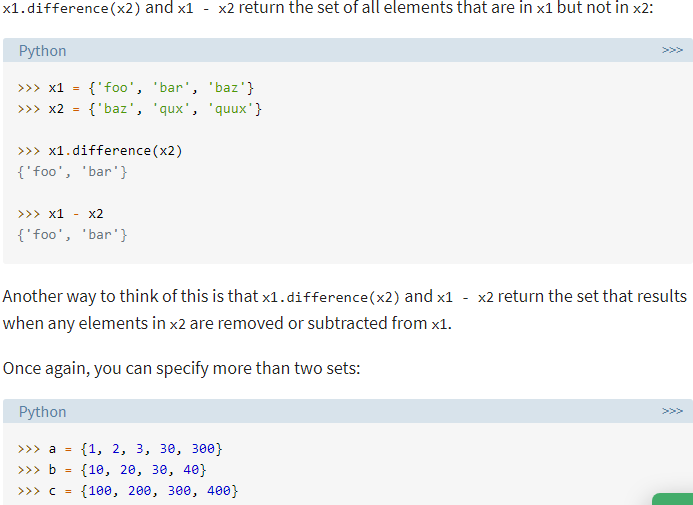 x1.difference(x2) and x1 - x2 return the set of all elements that are in x1 but not in x2:
Python >>>
>>> x1 = {'foo', 'bar', 'baz'}
>>> x2 = {'baz', 'qux', 'quux'}
>>> x1.difference(x2)
{'foo', 'bar'}
>>> x1 - x2
{'foo', 'bar'}
Another way to think of this is that x1.difference(x2) and x1 - x2 return the set that results
when any elements in x2 are removed or subtracted from x1.
Once again, you can specify more than two sets:
Python >>>
>>> a = {1, 2, 3, 30, 300}
>>> b = {10, 20, 30, 40}
>>> c = {100, 200, 300, 400}